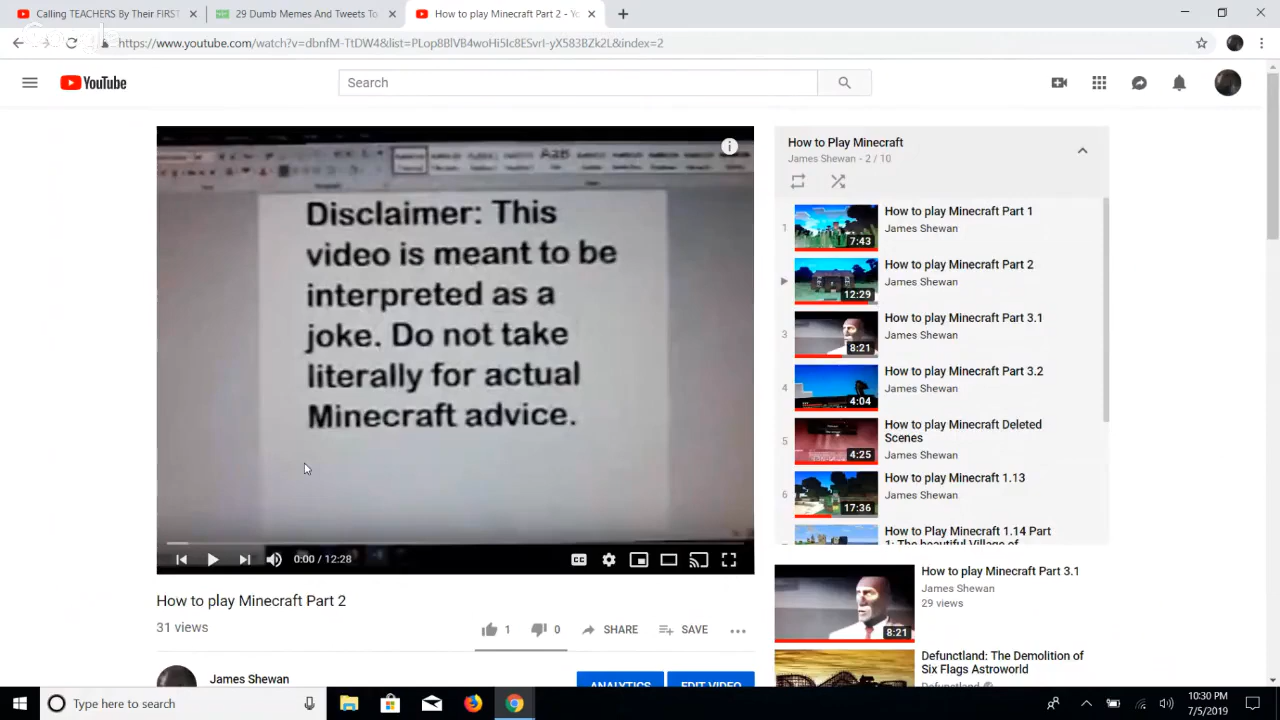 Calling TEACHERS By Their FIRST
29 Dumb Memes And Tweets To
How to play Minecraft Part 2 - Yo
https://www.youtube.com/watch?v=dbnfM-TtDW4&list=PLop8BlVB4woHi5Ic8ESvrI-yX583BZk2L&index=2
YouTube
Search
Disclaimer: This
video is meant to be
interpreted as a
joke. Do not take
literally for actual
Minecraft advice.
0:00 / 12:28
CC
How to play Minecraft Part 2
31 views
1
0
SHARE
SAVE
James Shewan
ANALYTICS
EDIT VIDEO
How to Play Minecraft
James Shewan - 2 / 10
1
7:43
How to play Minecraft Part 1
James Shewan
12:29
How to play Minecraft Part 2
James Shewan
3
8:21
How to play Minecraft Part 3.1
James Shewan
4
4:04
How to play Minecraft Part 3.2
James Shewan
5
4:25
How to play Minecraft Deleted
Scenes
James Shewan
6
17:36
How to play Minecraft 1.13
James Shewan
How to Play Minecraft 1.14 Part
1: The beautiful Village of
8:21
How to play Minecraft Part 3.1
James Shewan
29 views
Defunctland: The Demolition of
Six Flags Astroworld
Defunctland
Type here to search
10:30 PM
7/5/2019